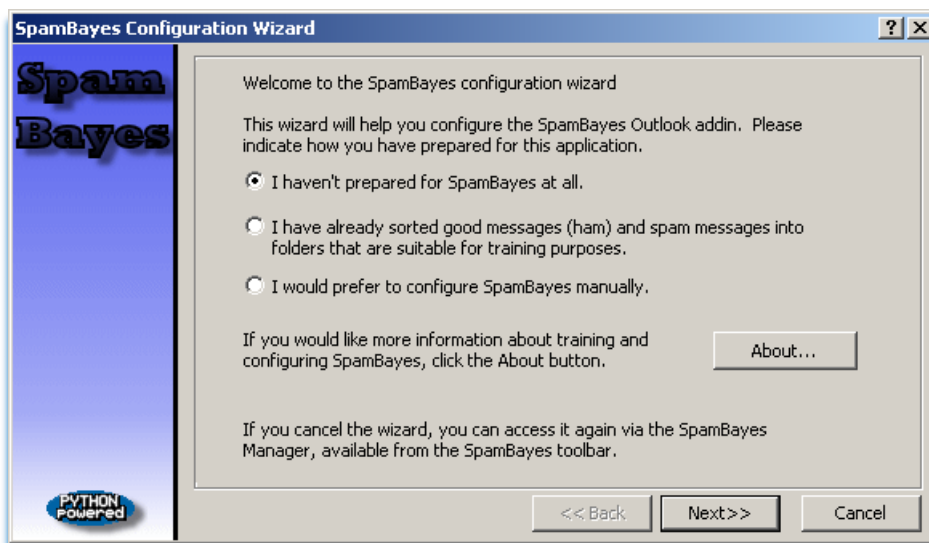 SpamBayes Configuration Wizard
Spam
Bayes
Welcome to the SpamBayes configuration wizard
This wizard will help you configure the SpamBayes Outlook addin.  Please
indicate how you have prepared for this application.
I haven't prepared for SpamBayes at all.
I have already sorted good messages (ham) and spam messages into
folders that are suitable for training purposes.
I would prefer to configure SpamBayes manually.
If you would like more information about training and
configuring SpamBayes, click the About button.
About...
If you cancel the wizard, you can access it again via the SpamBayes
Manager, available from the SpamBayes toolbar.
PYTHON
Powered
<< Back
Next>>
Cancel